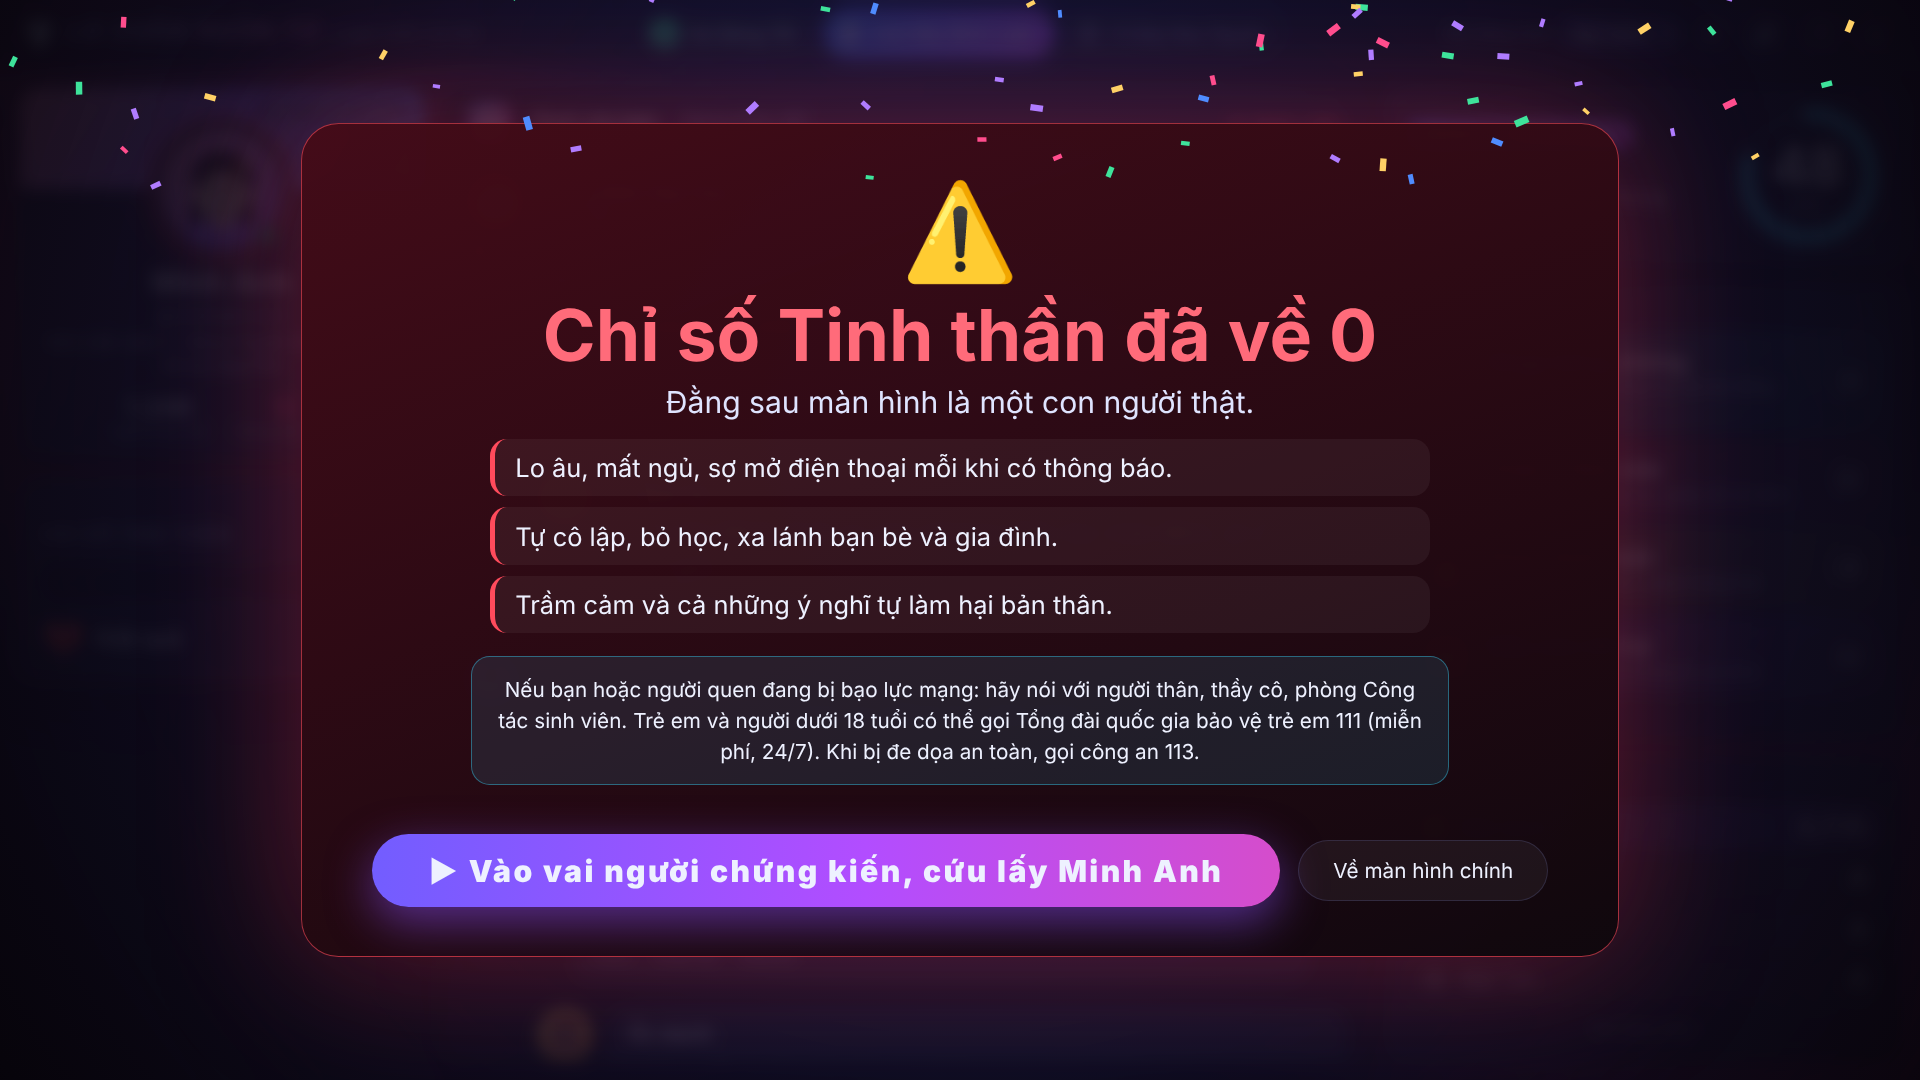 Chỉ số Tinh thần đã về 0
Đằng sau màn hình là một con người thật.
Lo âu, mất ngủ, sợ mở điện thoại mỗi khi có thông báo.
Tự cô lập, bỏ học, xa lánh bạn bè và gia đình.
Trầm cảm và cả những ý nghĩ tự làm hại bản thân.
Nếu bạn hoặc người quen đang bị bạo lực mạng: hãy nói với người thân, thầy cô, phòng Công
tác sinh viên. Trẻ em và người dưới 18 tuổi có thể gọi Tổng đài quốc gia bảo vệ trẻ em 111 (miễn
phí, 24/7). Khi bị đe dọa an toàn, gọi công an 113.
▶ Vào vai người chứng kiến, cứu lấy Minh Anh
Về màn hình chính